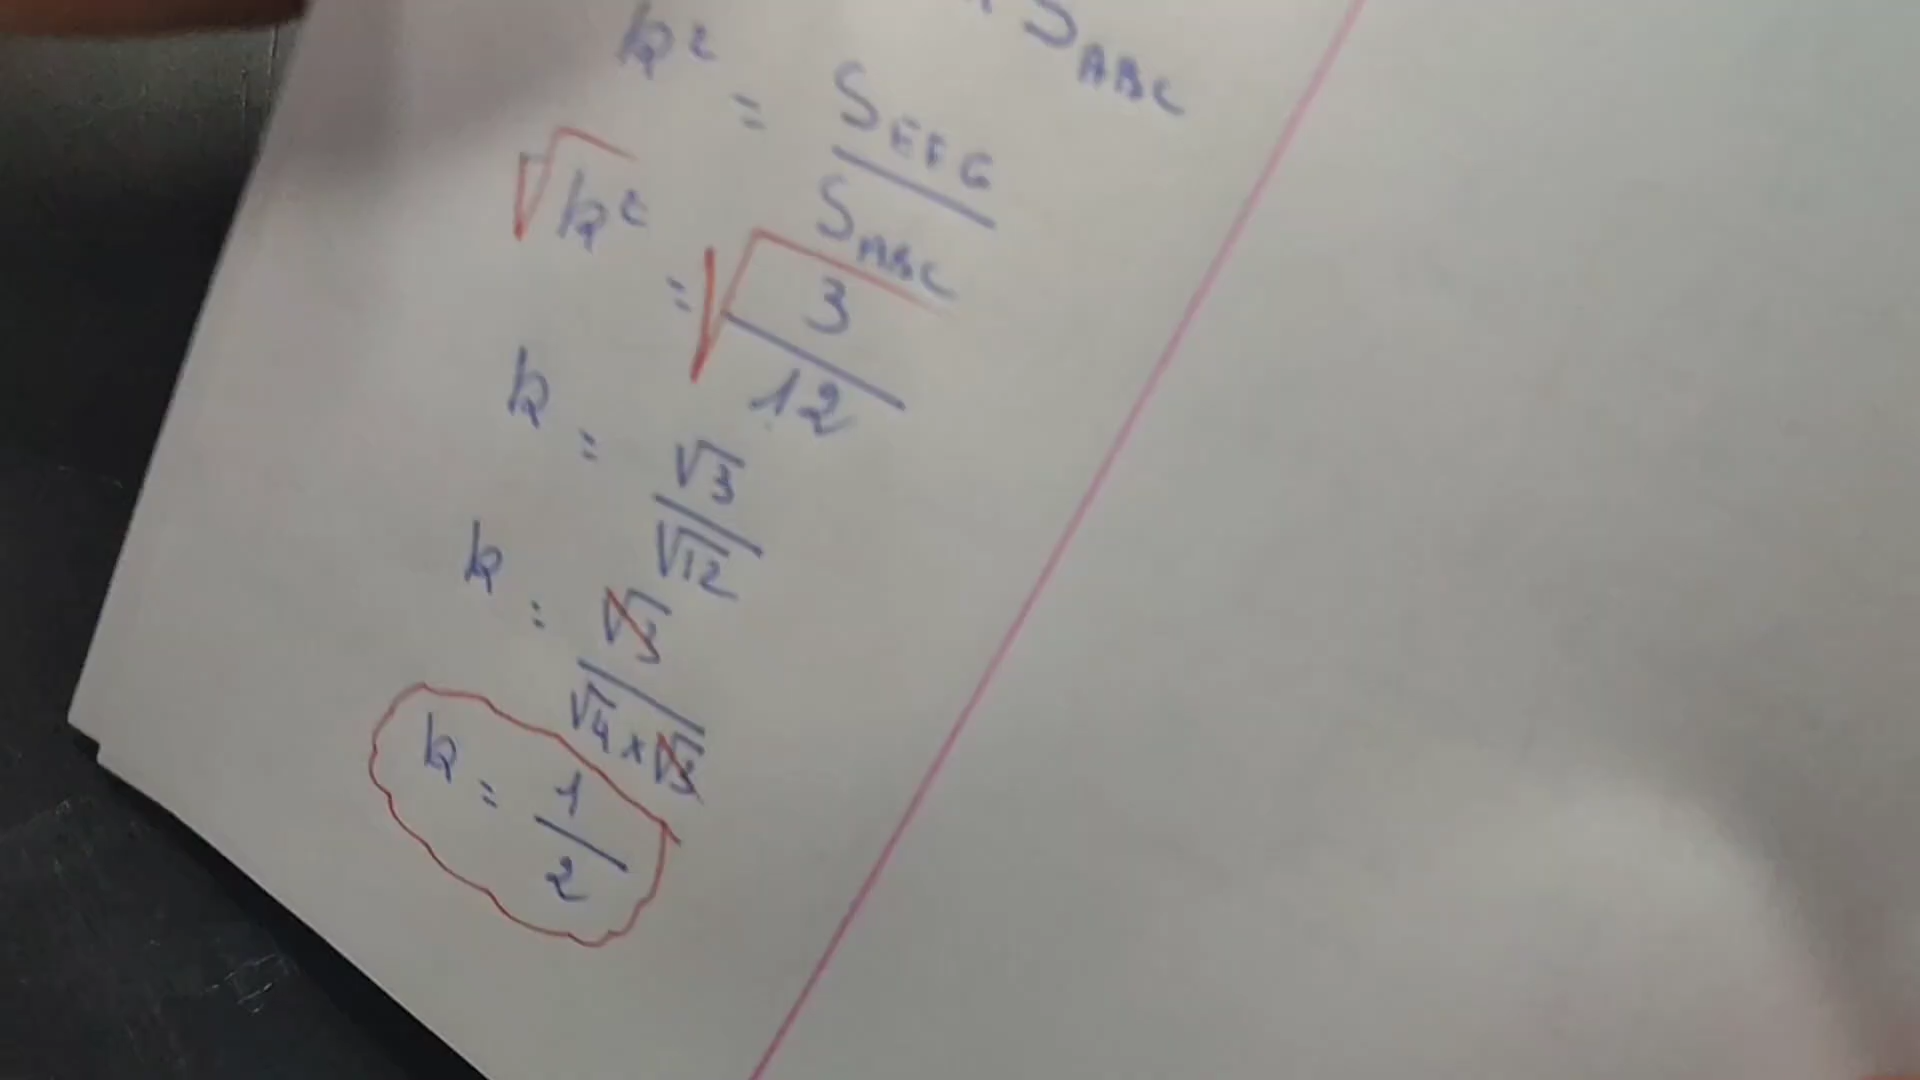 S_ABC
k² = S_EFG / S_ABC
√k² = √3/12
k = √3 / √12
k = √3 / √4 × √3
k = 1/2